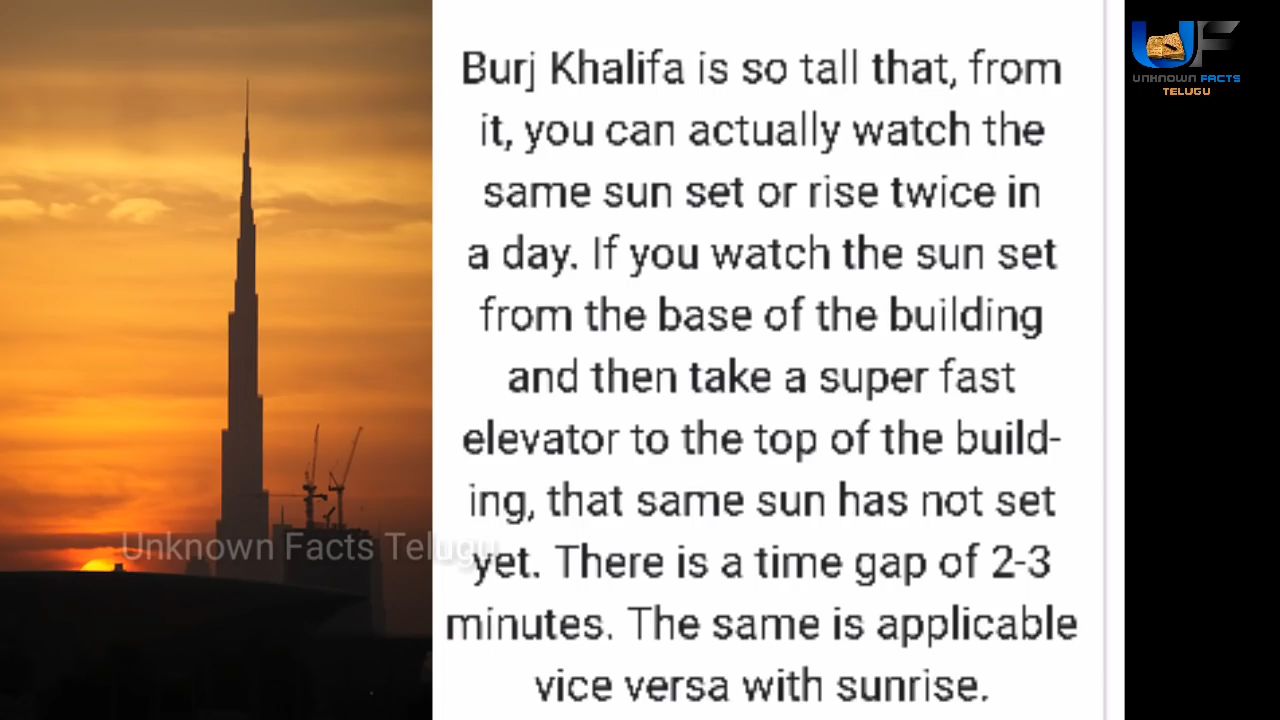 Burj Khalifa is so tall that, from
it, you can actually watch the
same sun set or rise twice in
a day. If you watch the sun set
from the base of the building
and then take a super fast
elevator to the top of the build-
ing, that same sun has not set
yet. There is a time gap of 2-3
minutes. The same is applicable
vice versa with sunrise.
Unknown Facts Telugu
UF
UNKNOWN FACTS
TELUGU